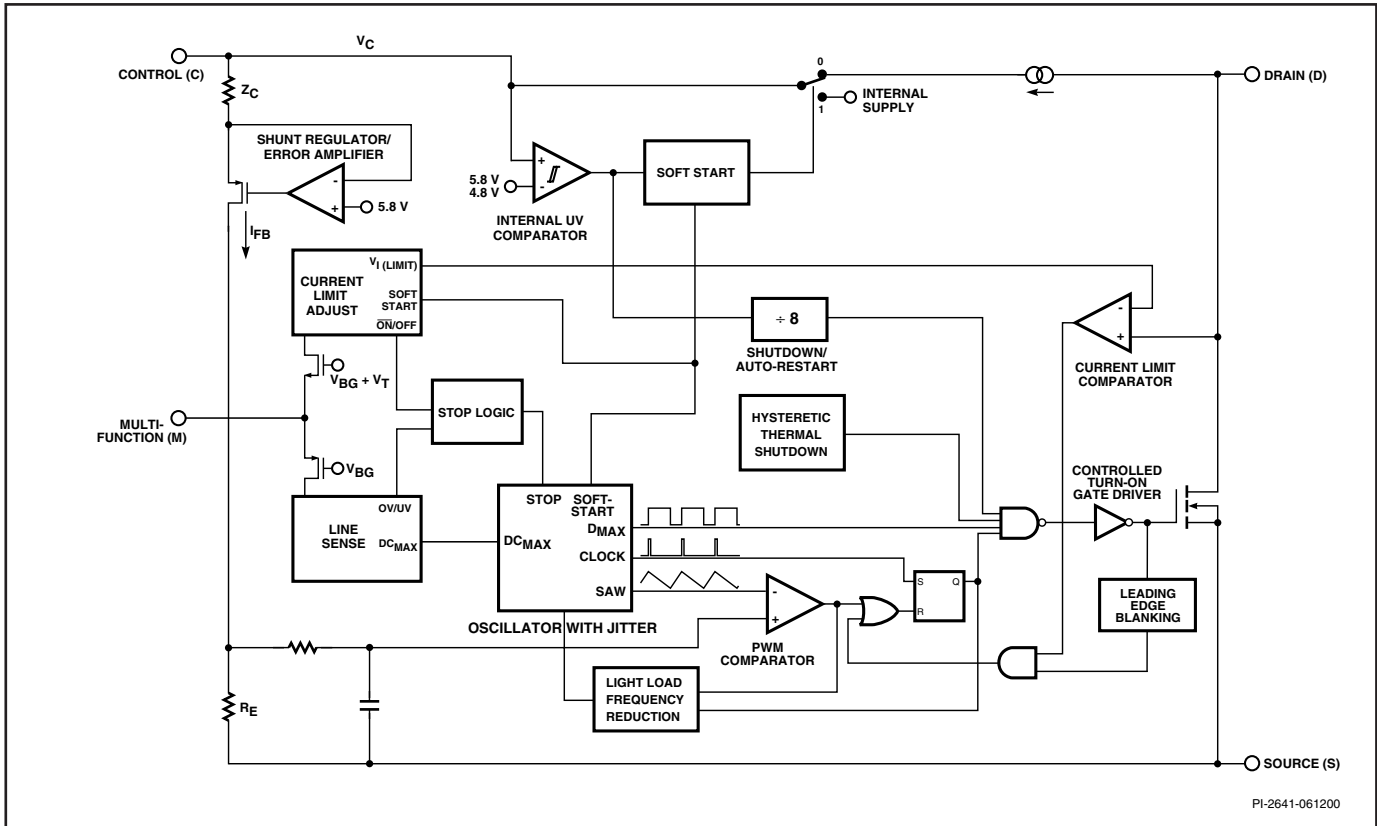 V_C
CONTROL (C)
Z_C
0
DRAIN (D)
INTERNAL
SUPPLY
1
SHUNT REGULATOR/
ERROR AMPLIFIER
-
+
5.8 V
I_FB
+
-
5.8 V
4.8 V
INTERNAL UV
COMPARATOR
SOFT START
CURRENT
LIMIT
ADJUST
V_I (LIMIT)
SOFT
START
ON/OFF
÷ 8
SHUTDOWN/
AUTO-RESTART
-
+
CURRENT LIMIT
COMPARATOR
V_BG + V_T
MULTI-
FUNCTION (M)
STOP LOGIC
HYSTERETIC
THERMAL
SHUTDOWN
V_BG
CONTROLLED
TURN-ON
GATE DRIVER
OV/UV
LINE
SENSE
DC_MAX
STOP
SOFT-
START
DC_MAX
D_MAX
CLOCK
SAW
OSCILLATOR WITH JITTER
-
+
PWM
COMPARATOR
S
Q
R
LEADING
EDGE
BLANKING
LIGHT LOAD
FREQUENCY
REDUCTION
R_E
SOURCE (S)
PI-2641-061200